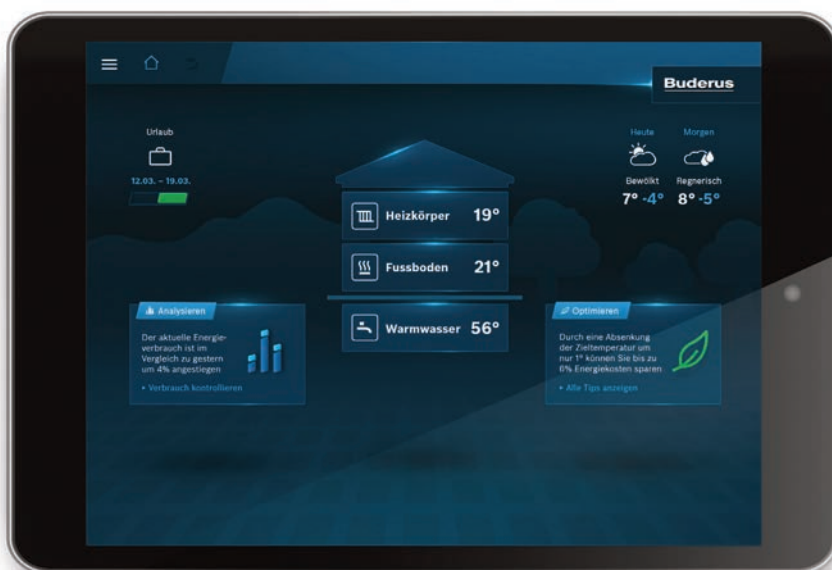 Buderus
Urlaub
12.03. – 19.03.
Heute Morgen
Bewölkt Regnerisch
7° -4° 8° -5°
Heizkörper 19°
Fussboden 21°
Warmwasser 56°
Analysieren
Der aktuelle Energie-
verbrauch ist im
Vergleich zu gestern
um 4% angestiegen
▸ Verbrauch kontrollieren
Optimieren
Durch eine Absenkung
der Zieltemperatur um
nur 1° können Sie bis zu
6% Energiekosten sparen
▸ Alle Tips anzeigen